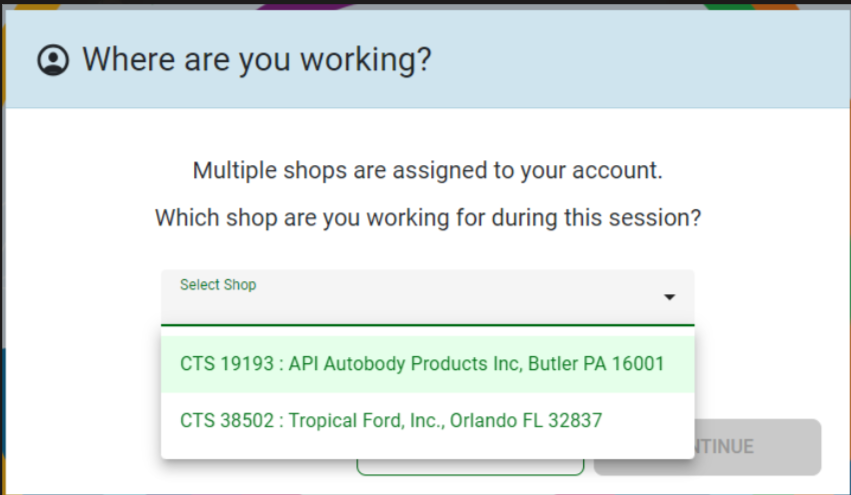 Where are you working?
Multiple shops are assigned to your account.
Which shop are you working for during this session?
Select Shop
CTS 19193 : API Autobody Products Inc, Butler PA 16001
CTS 38502 : Tropical Ford, Inc., Orlando FL 32837
TINUE